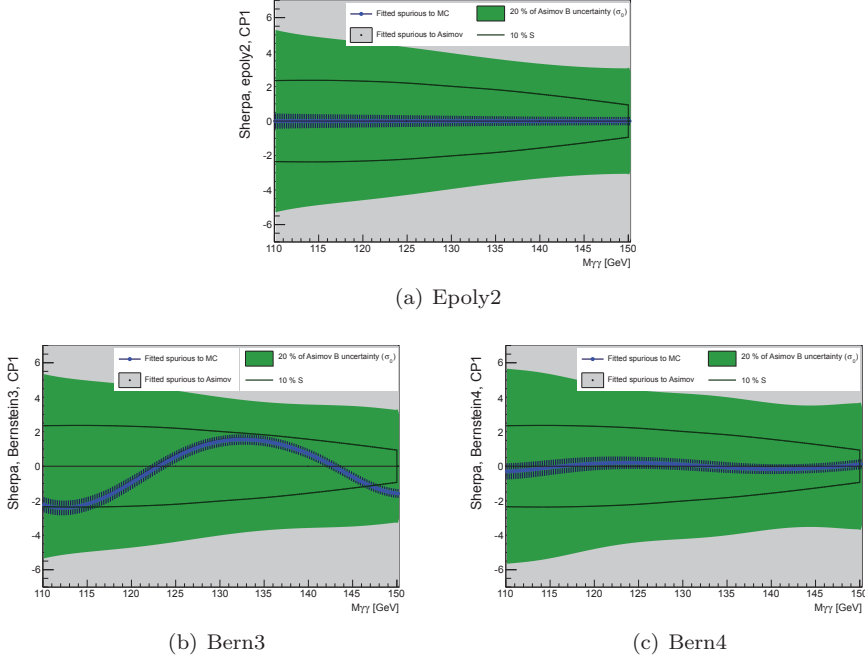 Sherpa, epoly2, CP1
Fitted spurious to MC
20 % of Asimov B uncertainty (σ0)
Fitted spurious to Asimov
10 % S
6
4
2
0
-2
-4
-6
110 115 120 125 130 135 140 145 150
Mγγ [GeV]
(a) Epoly2
Sherpa, Bernstein3, CP1
Fitted spurious to MC
20 % of Asimov B uncertainty (σ0)
Fitted spurious to Asimov
10 % S
6
4
2
0
-2
-4
-6
110 115 120 125 130 135 140 145 150
Mγγ [GeV]
(b) Bern3
Sherpa, Bernstein4, CP1
Fitted spurious to MC
20 % of Asimov B uncertainty (σ0)
Fitted spurious to Asimov
10 % S
6
4
2
0
-2
-4
-6
110 115 120 125 130 135 140 145 150
Mγγ [GeV]
(c) Bern4